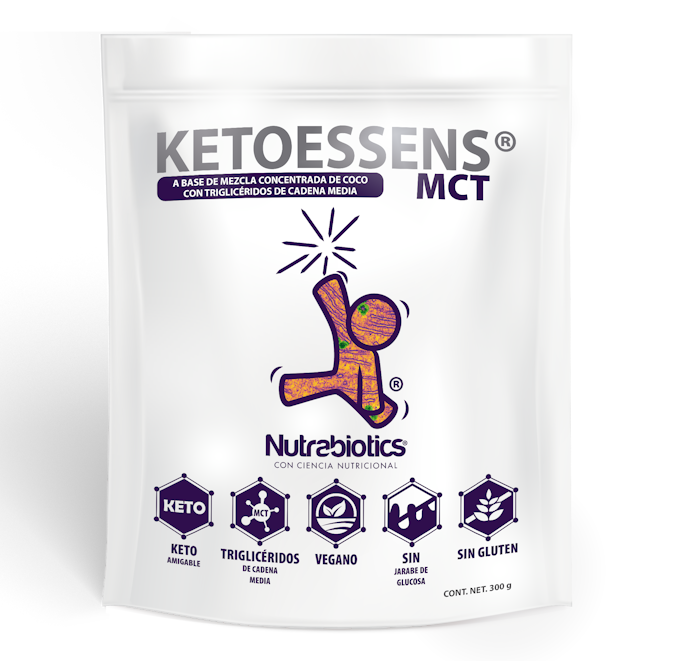 KETOESSENS®
A BASE DE MEZCLA CONCENTRADA DE COCO
CON TRIGLICÉRIDOS DE CADENA MEDIA
MCT
®
Nutrabiotics®
CON CIENCIA NUTRICIONAL
KETO
MCT
KETO
AMIGABLE
TRIGLICÉRIDOS
DE CADENA
MEDIA
VEGANO
SIN
JARABE DE
GLUCOSA
SIN GLUTEN
CONT. NET. 300 g